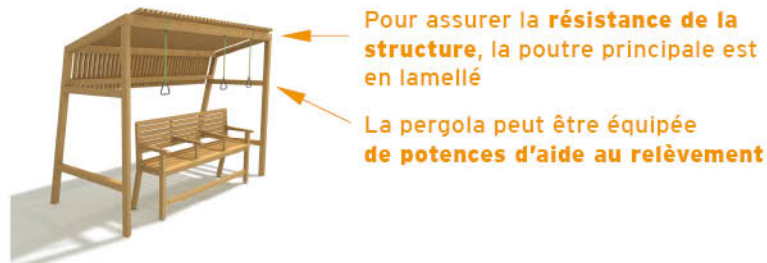 Pour assurer la résistance de la
structure, la poutre principale est
en lamellé
La pergola peut être équipée
de potences d'aide au relèvement